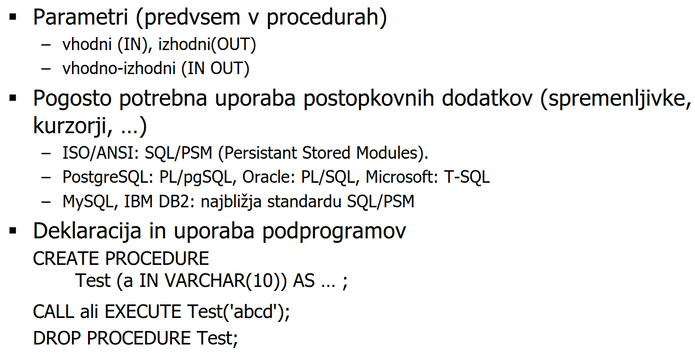 ▪ Parametri (predvsem v procedurah)
– vhodni (IN), izhodni(OUT)
– vhodno-izhodni (IN OUT)
▪ Pogosto potrebna uporaba postopkovnih dodatkov (spremenljivke,
kurzorji, …)
– ISO/ANSI: SQL/PSM (Persistant Stored Modules).
– PostgreSQL: PL/pgSQL, Oracle: PL/SQL, Microsoft: T-SQL
– MySQL, IBM DB2: najbližja standardu SQL/PSM
▪ Deklaracija in uporaba podprogramov
CREATE PROCEDURE
Test (a IN VARCHAR(10)) AS … ;
CALL ali EXECUTE Test('abcd');
DROP PROCEDURE Test;